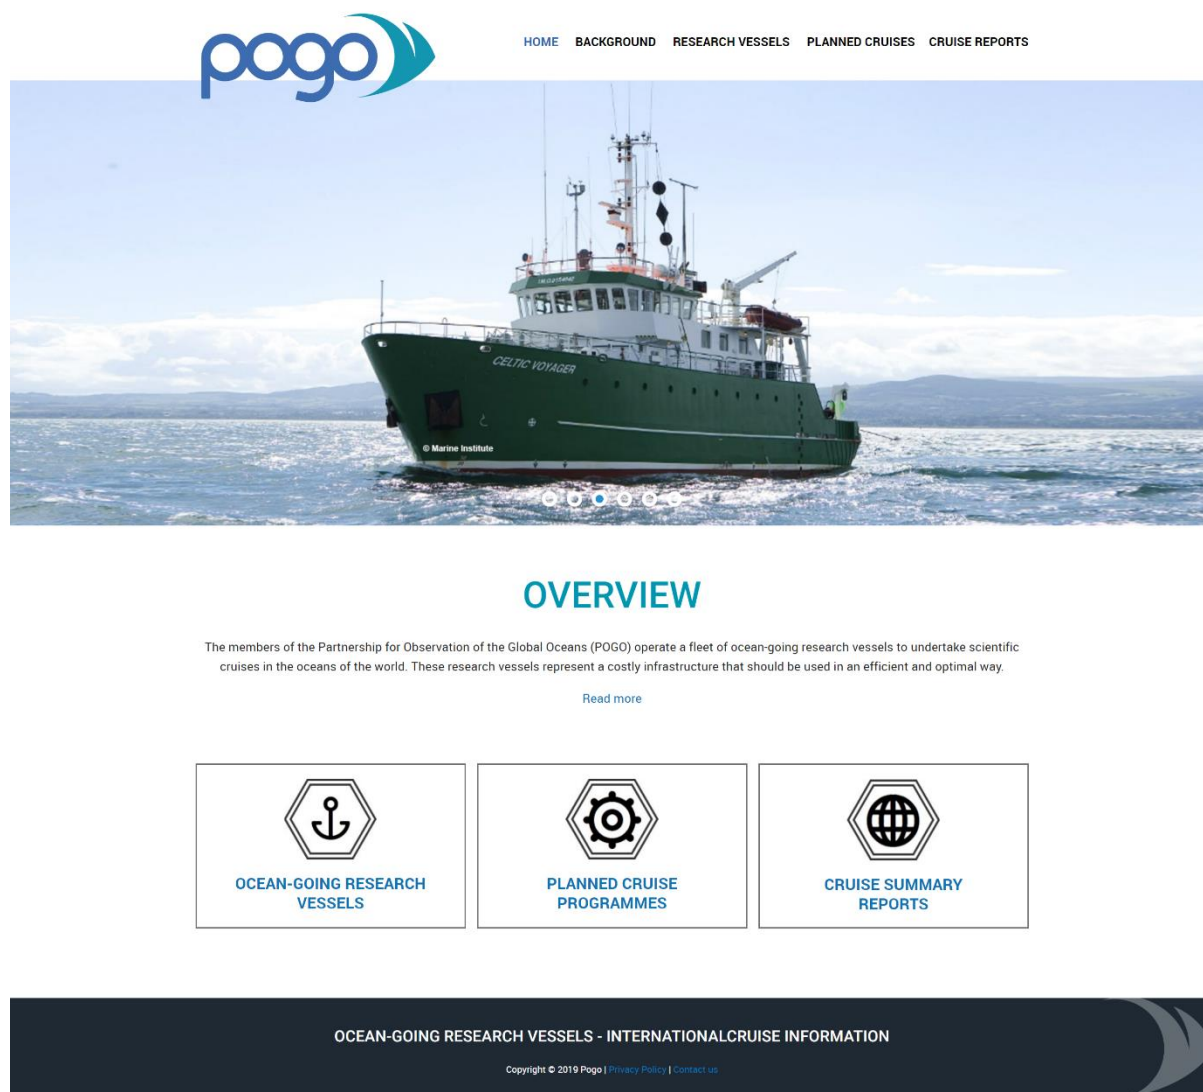 pogo
HOME BACKGROUND RESEARCH VESSELS PLANNED CRUISES CRUISE REPORTS
CELTIC VOYAGER
© Marine Institute
OVERVIEW
The members of the Partnership for Observation of the Global Oceans (POGO) operate a fleet of ocean-going research vessels to undertake scientific
cruises in the oceans of the world. These research vessels represent a costly infrastructure that should be used in an efficient and optimal way.
Read more
OCEAN-GOING RESEARCH
VESSELS
PLANNED CRUISE
PROGRAMMES
CRUISE SUMMARY
REPORTS
OCEAN-GOING RESEARCH VESSELS - INTERNATIONALCRUISE INFORMATION
Copyright © 2019 Pogo | Privacy Policy | Contact us